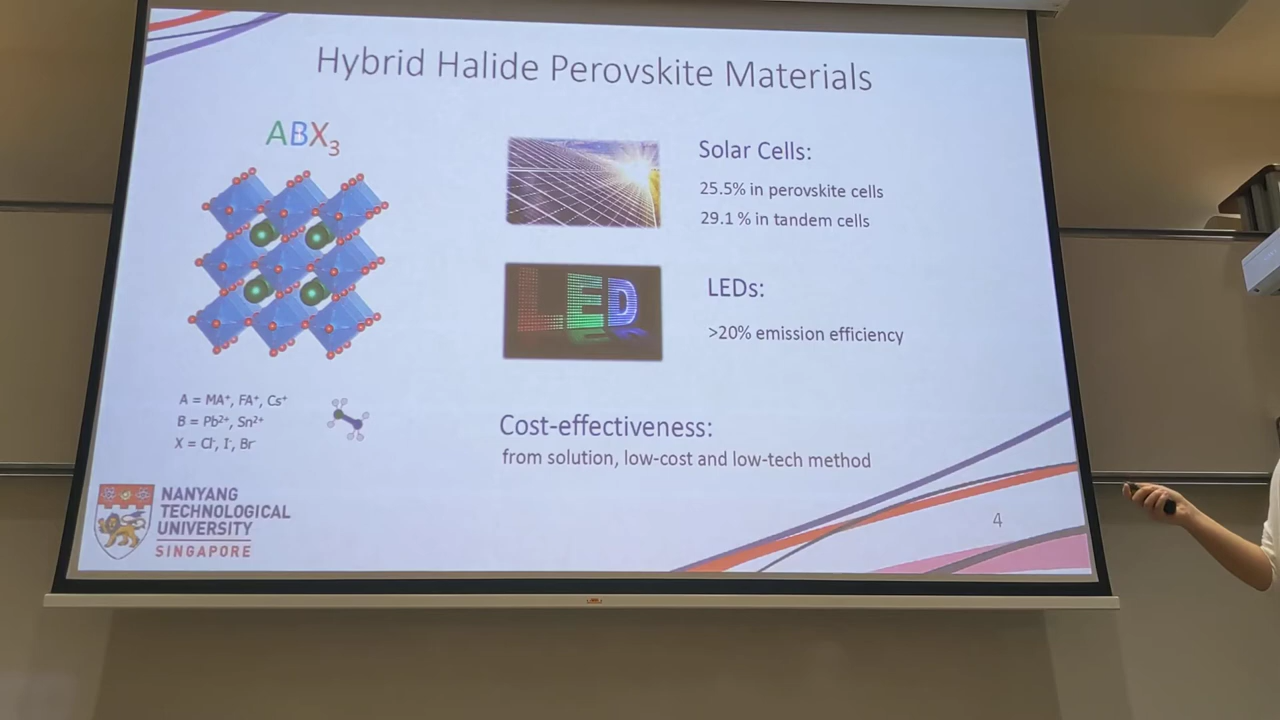 Hybrid Halide Perovskite Materials
ABX₃
Solar Cells:
25.5% in perovskite cells
29.1 % in tandem cells
LED
LEDs:
>20% emission efficiency
A = MA⁺, FA⁺, Cs⁺
B = Pb²⁺, Sn²⁺
X = Cl⁻, I⁻, Br⁻
Cost-effectiveness:
from solution, low-cost and low-tech method
NANYANG
TECHNOLOGICAL
UNIVERSITY
SINGAPORE
4